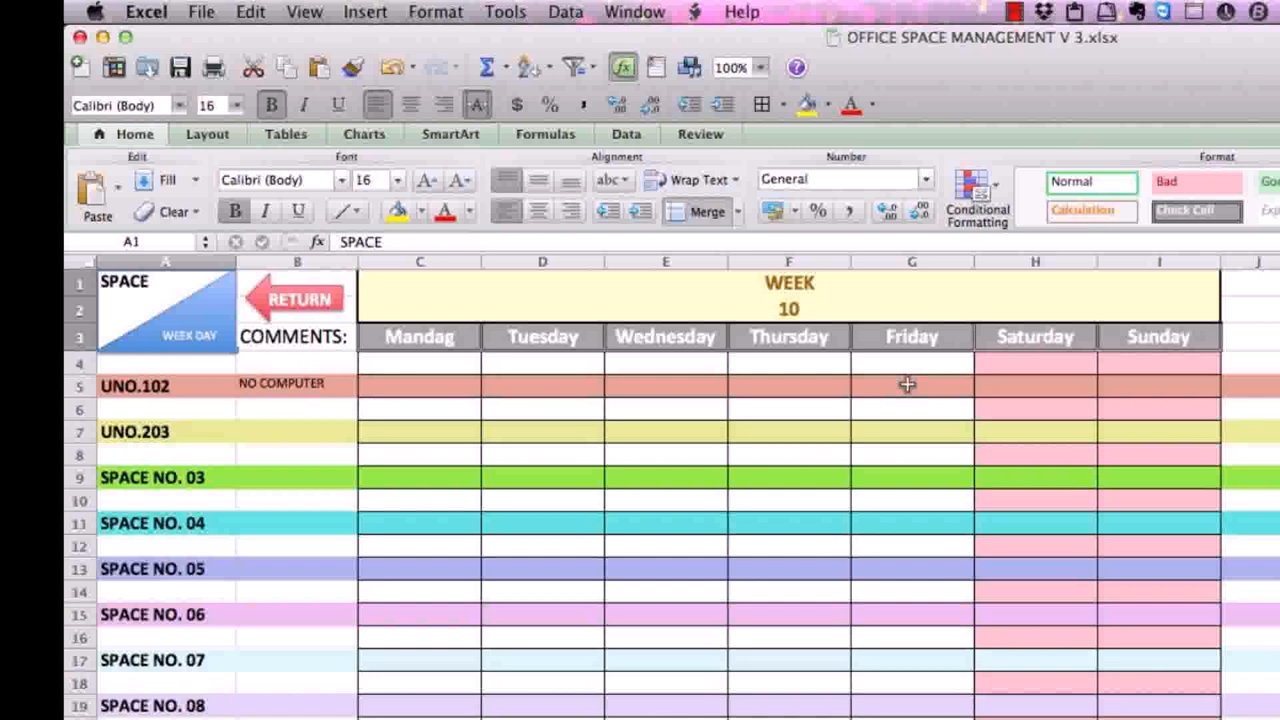 Excel File Edit View Insert Format Tools Data Window Help
OFFICE SPACE MANAGEMENT V 3.xlsx
100%
Calibri (Body) 16 B I U A $ % , A
Home Layout Tables Charts SmartArt Formulas Data Review
Edit Font Alignment Number Format
Fill Calibri (Body) 16 A A abc Wrap Text General Normal Bad
Paste Clear B I U A Merge % , Conditional Formatting Calculation Check Cell
A1 fx SPACE
A B C D E F G H I J
1 SPACE RETURN WEEK
2 10
3 WEEK DAY COMMENTS: Mandag Tuesday Wednesday Thursday Friday Saturday Sunday
4
5 UNO.102 NO COMPUTER
6
7 UNO.203
8
9 SPACE NO. 03
10
11 SPACE NO. 04
12
13 SPACE NO. 05
14
15 SPACE NO. 06
16
17 SPACE NO. 07
18
19 SPACE NO. 08